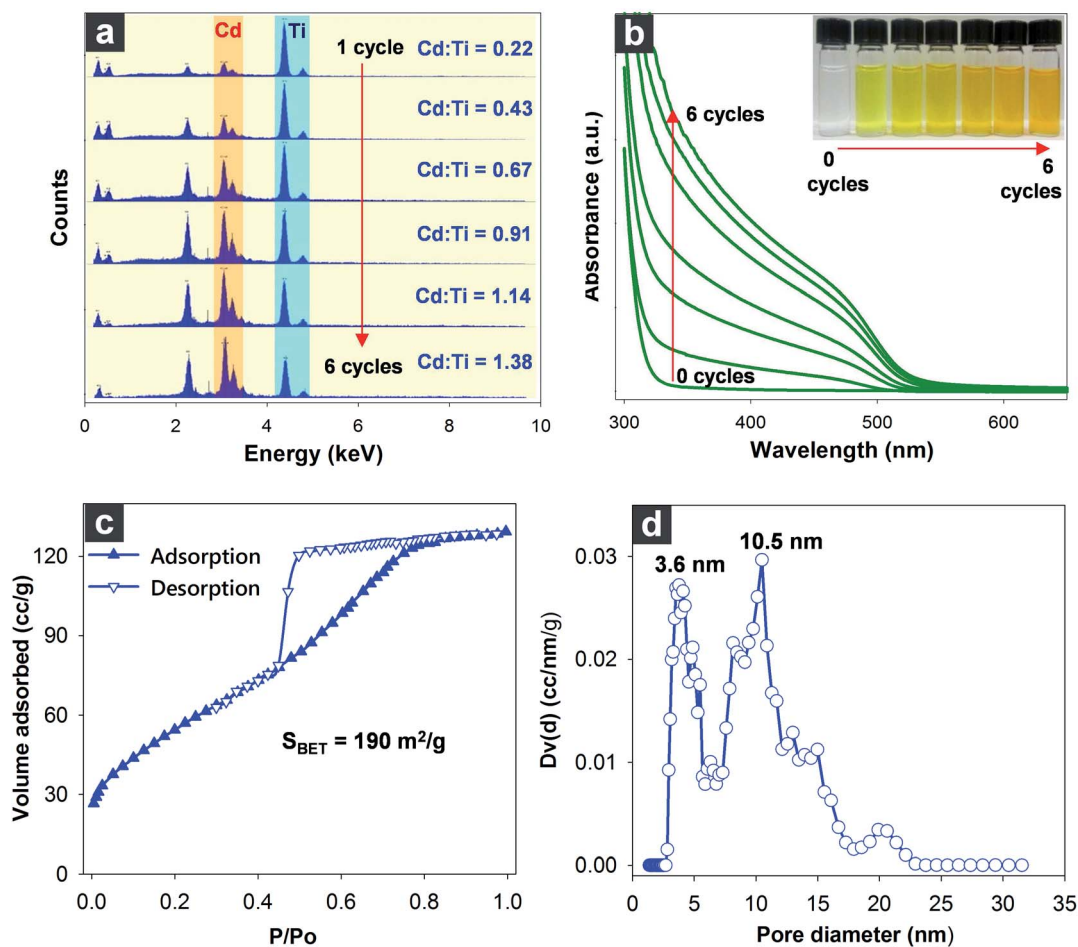 a
Cd
Ti
1 cycle
Cd:Ti = 0.22
Cd:Ti = 0.43
Cd:Ti = 0.67
Cd:Ti = 0.91
Cd:Ti = 1.14
6 cycles
Cd:Ti = 1.38
Counts
0 2 4 6 8 10
Energy (keV)
b
6 cycles
0 cycles
0
cycles
6
cycles
Absorbance (a.u.)
300 400 500 600
Wavelength (nm)
c
Adsorption
Desorption
S_BET = 190 m²/g
Volume adsorbed (cc/g)
120
90
60
30
0
0.0 0.2 0.4 0.6 0.8 1.0
P/Po
d
3.6 nm
10.5 nm
Dv(d) (cc/nm/g)
0.03
0.02
0.01
0.00
0 5 10 15 20 25 30 35
Pore diameter (nm)